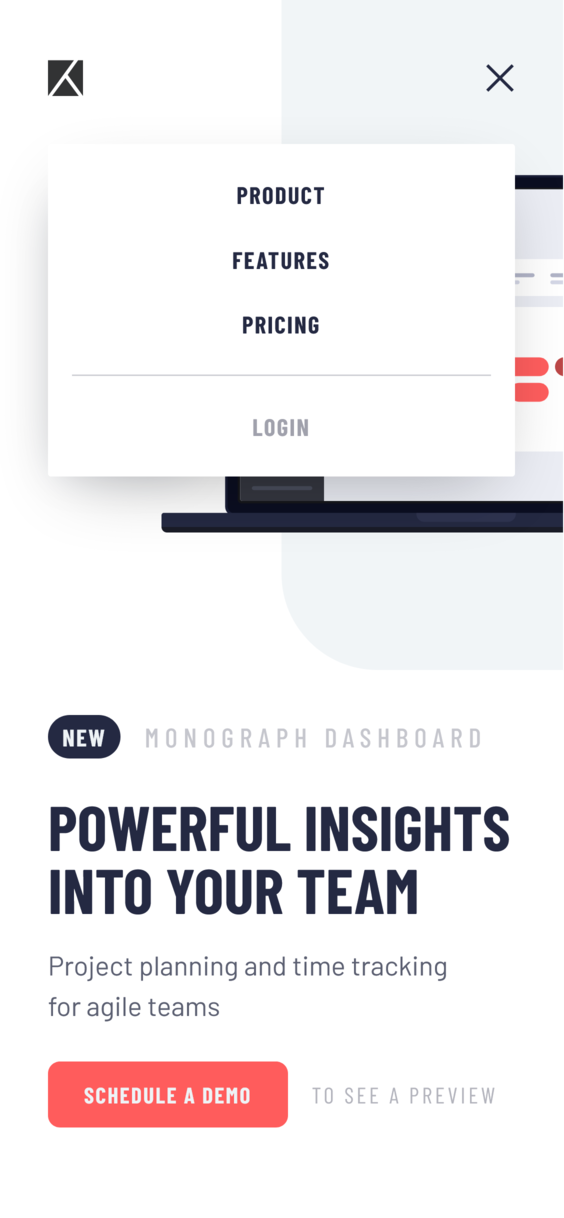 PRODUCT
FEATURES
PRICING
LOGIN
NEW MONOGRAPH DASHBOARD
POWERFUL INSIGHTS
INTO YOUR TEAM
Project planning and time tracking
for agile teams
SCHEDULE A DEMO TO SEE A PREVIEW